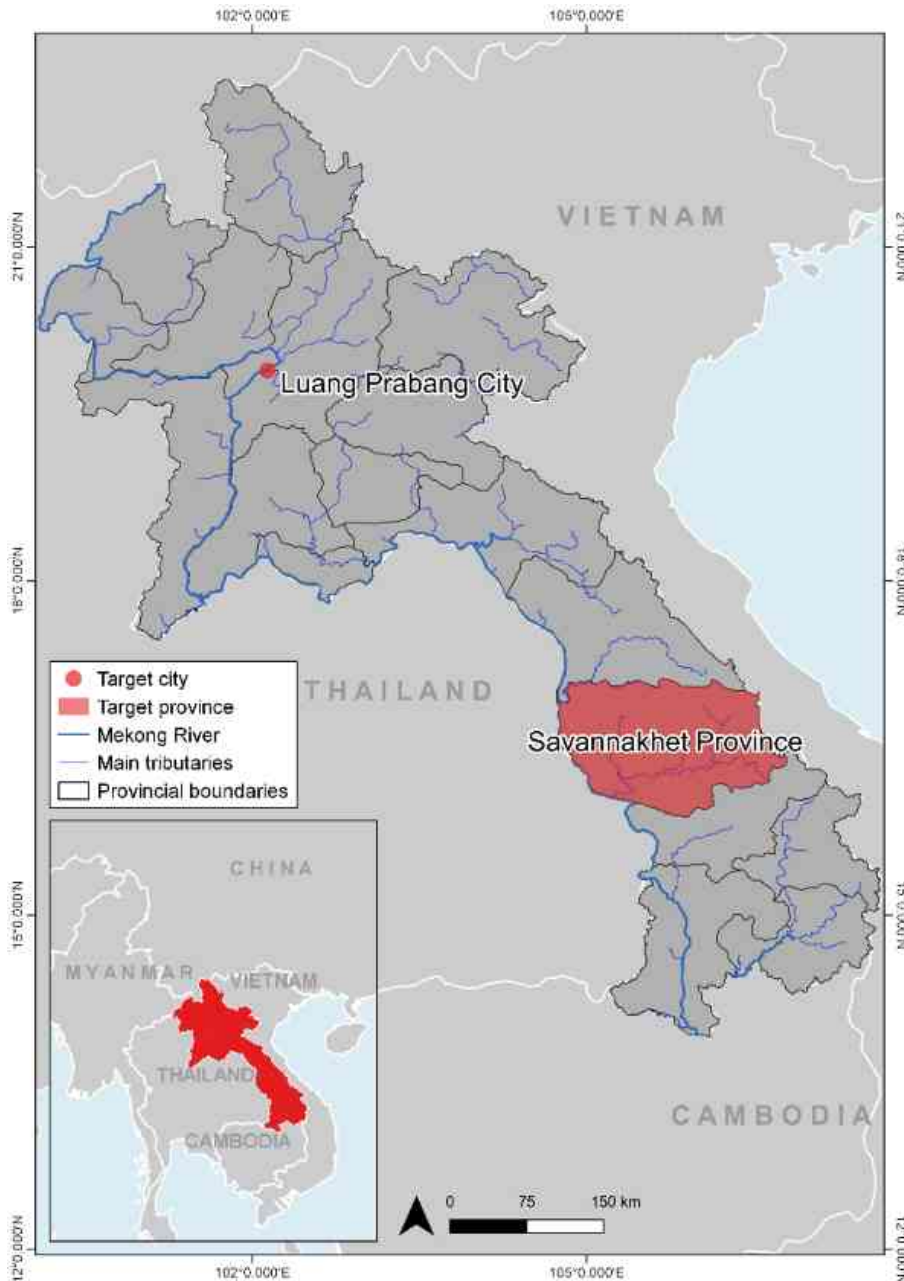 102°0.000'E
105°0.000'E
21°0.000'N
21°0.000'N
VIETNAM
Luang Prabang City
18°0.000'N
18°0.000'N
THAILAND
Savannakhet Province
Target city
Target province
Mekong River
Main tributaries
Provincial boundaries
15°0.000'N
15°0.000'N
CHINA
MYANMAR
VIETNAM
THAILAND
CAMBODIA
CAMBODIA
0
75
150 km
12°0.000'N
12°0.000'N
102°0.000'E
105°0.000'E